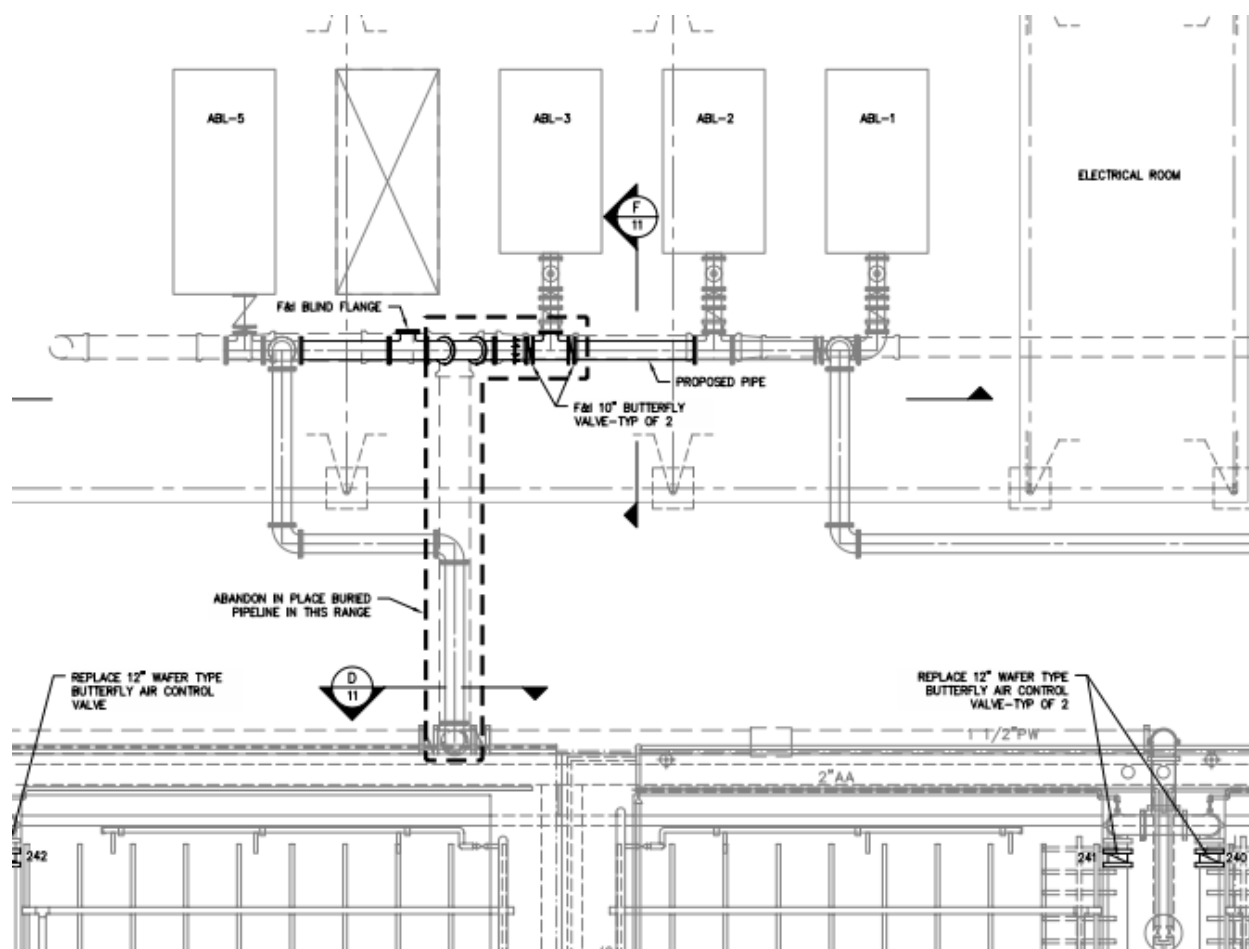 ABL-5
ABL-3
ABL-2
ABL-1
ELECTRICAL ROOM
F
11
F&I BLIND FLANGE
PROPOSED PIPE
F&I 10" BUTTERFLY
VALVE-TYP OF 2
ABANDON IN PLACE BURIED
PIPELINE IN THIS RANGE
D
11
REPLACE 12" WAFER TYPE
BUTTERFLY AIR CONTROL
VALVE
REPLACE 12" WAFER TYPE
BUTTERFLY AIR CONTROL
VALVE-TYP OF 2
1 1/2"PW
2"AA
242
241
240